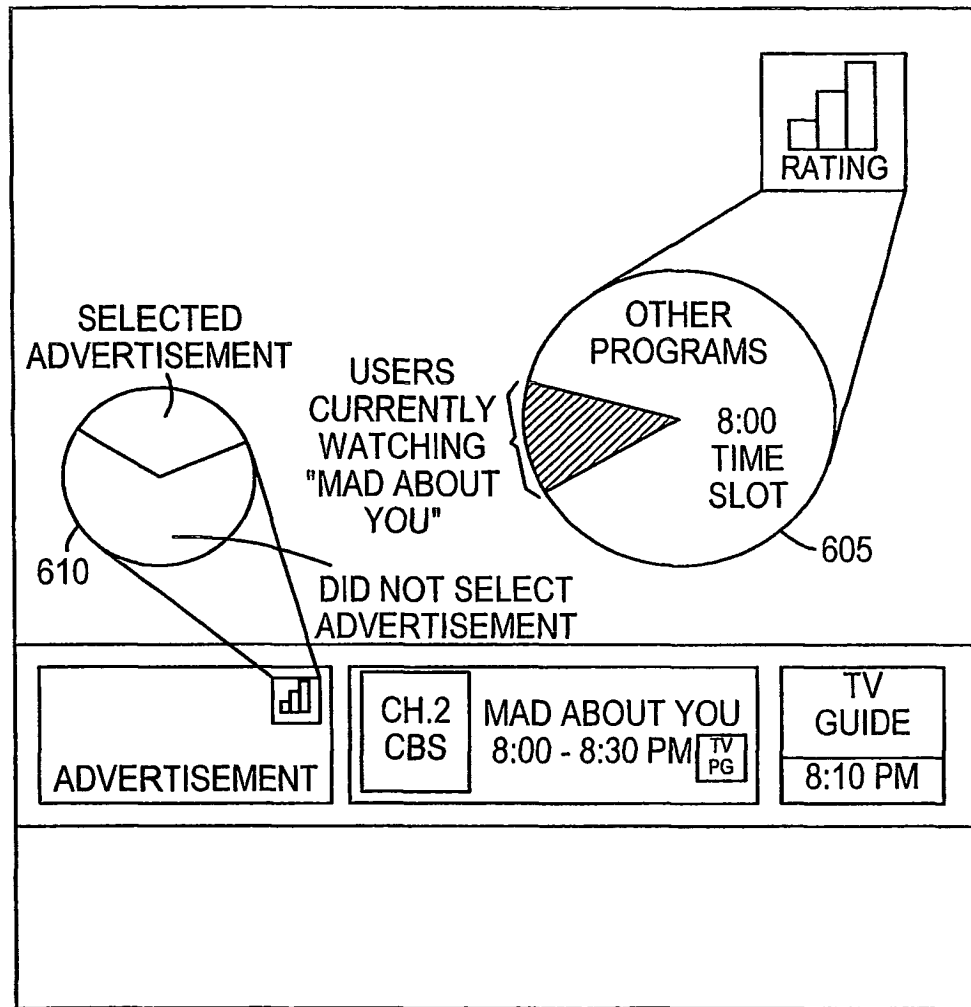 RATING
OTHER
PROGRAMS
8:00
TIME
SLOT
605
USERS
CURRENTLY
WATCHING
"MAD ABOUT
YOU"
SELECTED
ADVERTISEMENT
610
DID NOT SELECT
ADVERTISEMENT
ADVERTISEMENT
CH.2
CBS
MAD ABOUT YOU
8:00 - 8:30 PM
TV
PG
TV
GUIDE
8:10 PM